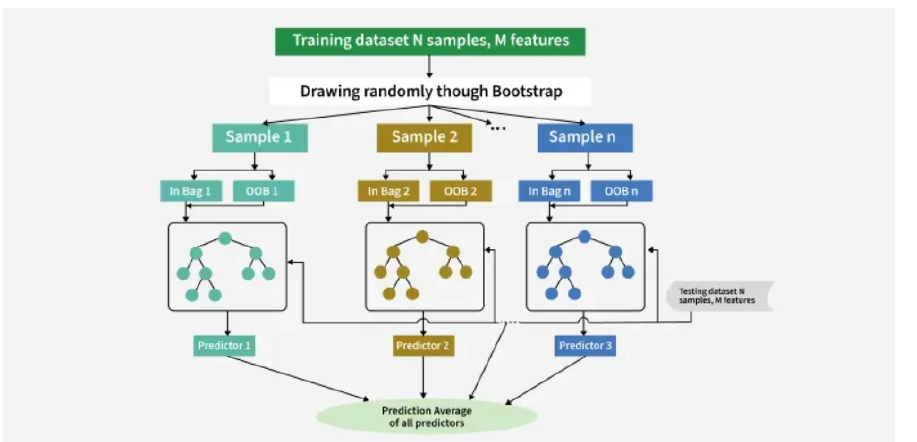 Training dataset N samples, M features
Drawing randomly though Bootstrap
Sample 1
Sample 2
...
Sample n
In Bag 1
OOB 1
In Bag 2
OOB 2
In Bag n
OOB n
Testing dataset N
samples, M features
Predictor 1
Predictor 2
Predictor 3
Prediction Average
of all predictors